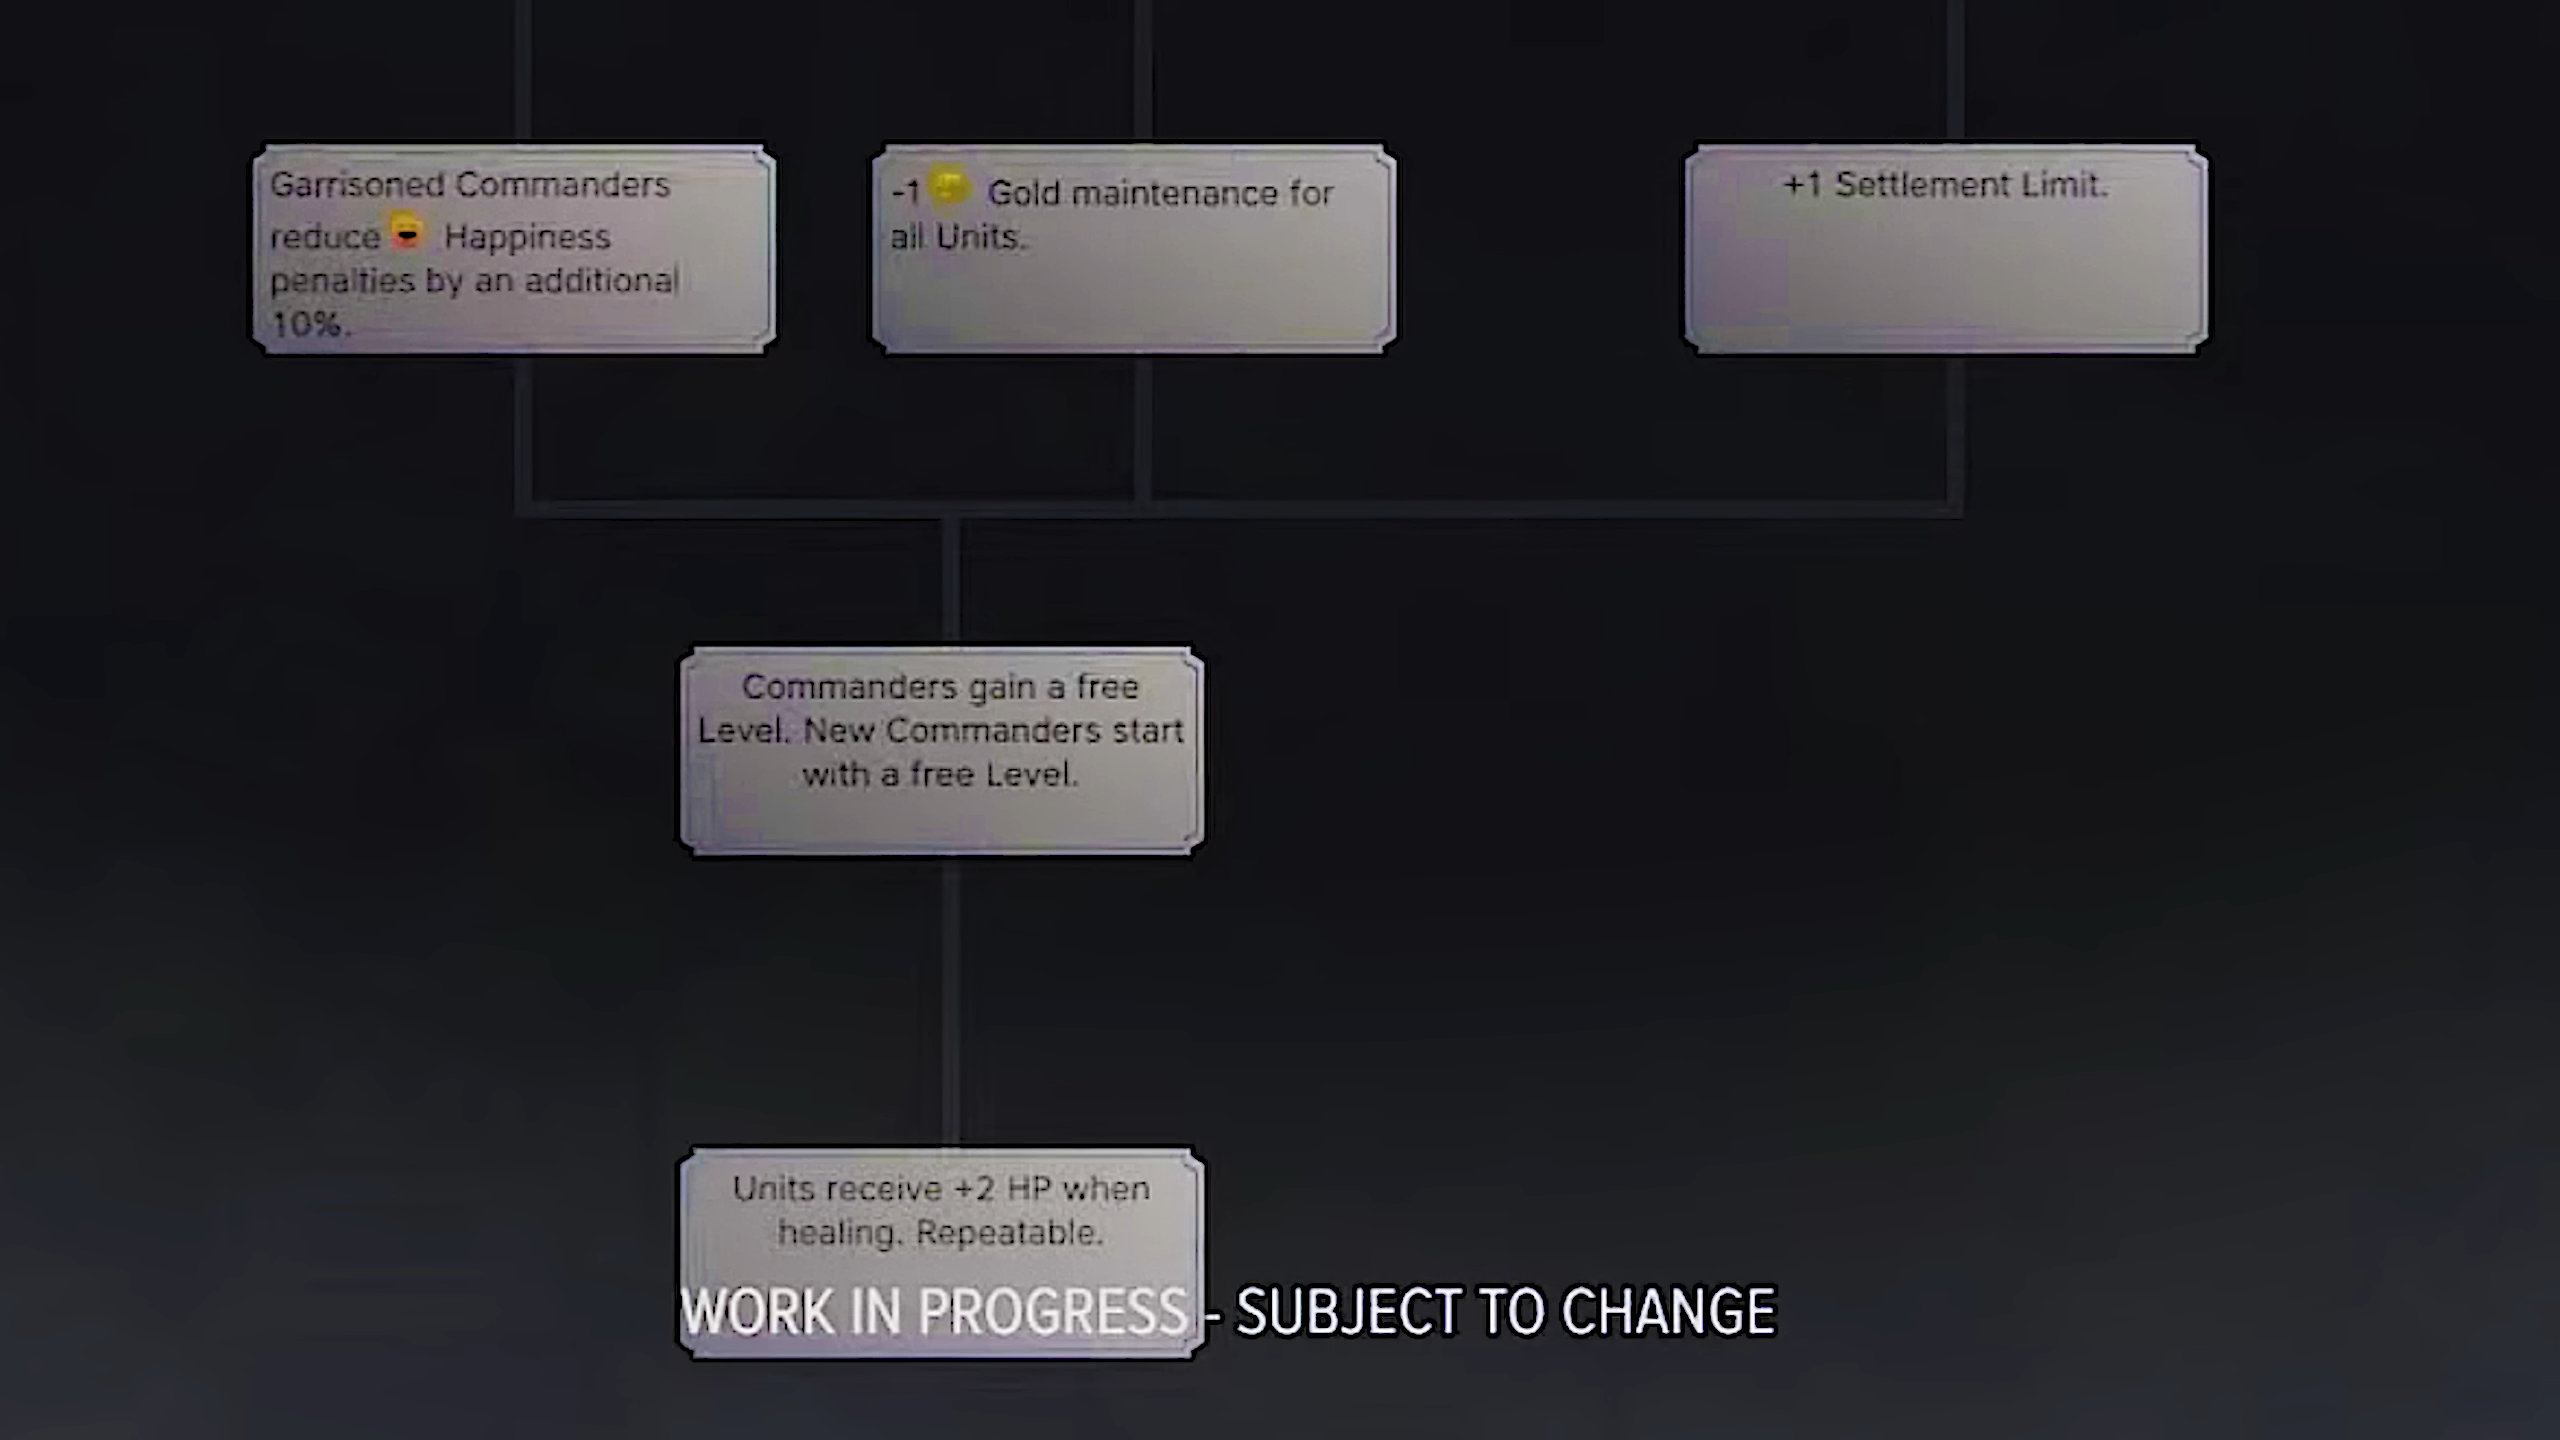 Garrisoned Commanders
reduce Happiness
penalties by an additional
10%.
-1 Gold maintenance for
all Units.
+1 Settlement Limit.
Commanders gain a free
Level. New Commanders start
with a free Level.
Units receive +2 HP when
healing. Repeatable.
WORK IN PROGRESS - SUBJECT TO CHANGE